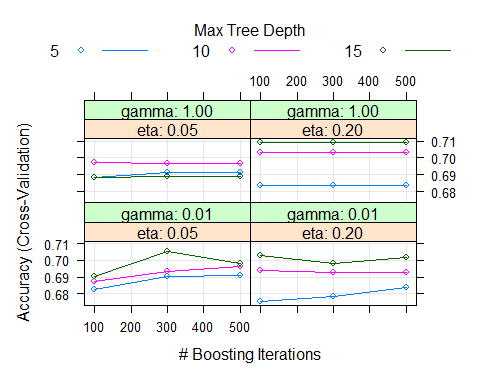 Max Tree Depth
5 10 15
100 200 300 400 500
gamma: 1.00 gamma: 1.00
eta: 0.05 eta: 0.20
0.71
0.70
0.69
0.68
gamma: 0.01 gamma: 0.01
eta: 0.05 eta: 0.20
0.71
0.70
0.69
0.68
100 200 300 400 500
Accuracy (Cross-Validation)
# Boosting Iterations